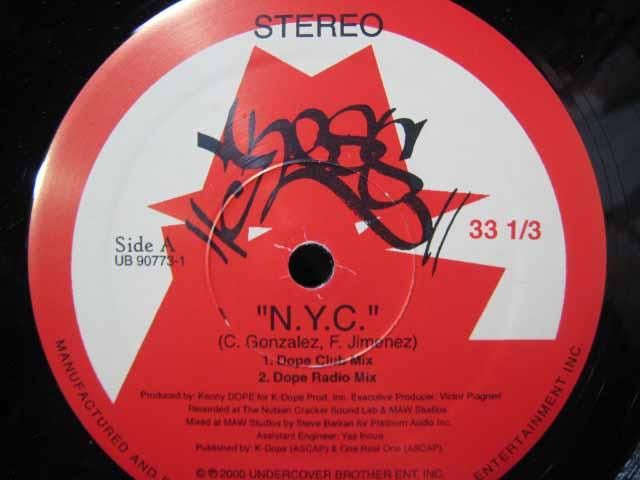 STEREO
33 1/3
Side A
UB 90773-1
"N.Y.C."
(C. Gonzalez, F. Jimenez)
1. Dope Club Mix
2. Dope Radio Mix
Produced by: Kenny DOPE for K-Dope Prod. Inc. Executive Producer: Victor Piagneri
Recorded at The Nutsen Cracker Sound Lab & MAW Studios
Mixed at MAW Studios by Steve Barkan for Platinum Audio Inc.
Assistant Engineer: Yas Inoue
Published by: K-Dope (ASCAP) & One Real One (ASCAP)
© ℗ 2000 UNDERCOVER BROTHER ENT. INC.
MANUFACTURED AND
ENTERTAINMENT INC.